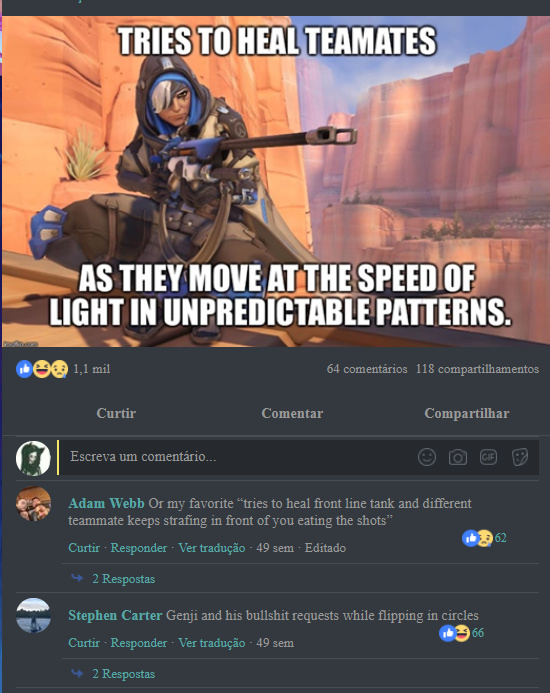 TRIES TO HEAL TEAMATES
AS THEY MOVE AT THE SPEED OF
LIGHT IN UNPREDICTABLE PATTERNS.
1,1 mil
64 comentários 118 compartilhamentos
Curtir Comentar Compartilhar
Escreva um comentário...
GIF
Adam Webb Or my favorite “tries to heal front line tank and different
teammate keeps strafing in front of you eating the shots”
62
Curtir · Responder · Ver tradução · 49 sem · Editado
2 Respostas
Stephen Carter Genji and his bullshit requests while flipping in circles
66
Curtir · Responder · Ver tradução · 49 sem
2 Respostas